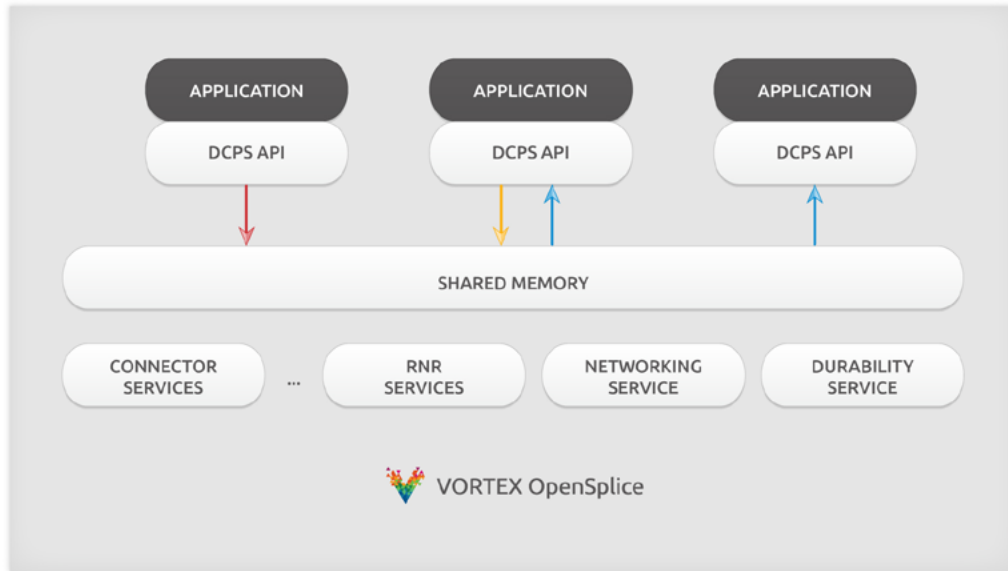 APPLICATION
APPLICATION
APPLICATION
DCPS API
DCPS API
DCPS API
SHARED MEMORY
CONNECTOR
SERVICES
...
RNR
SERVICES
NETWORKING
SERVICE
DURABILITY
SERVICE
VORTEX OpenSplice